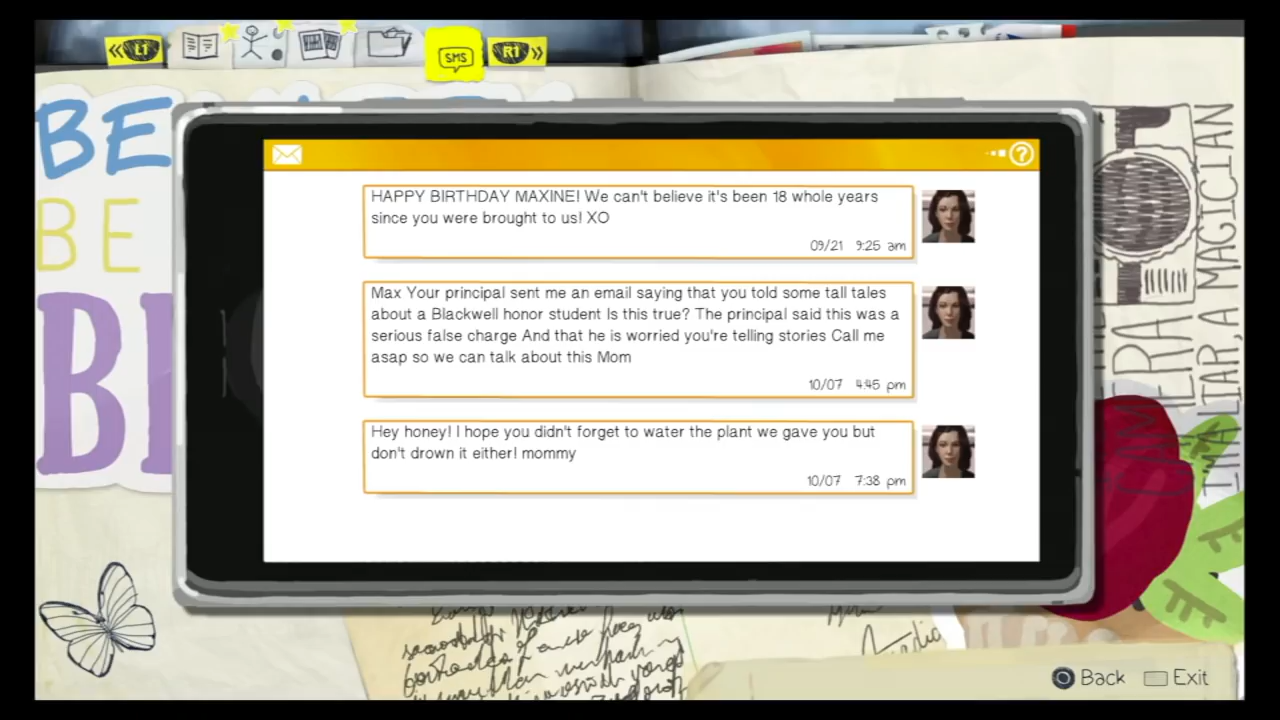 L1
SMS
R1
BE
BE
HAPPY BIRTHDAY MAXINE! We can't believe it's been 18 whole years
since you were brought to us! XO
09/21 9:25 am
Max Your principal sent me an email saying that you told some tall tales
about a Blackwell honor student Is this true? The principal said this was a
serious false charge And that he is worried you're telling stories Call me
asap so we can talk about this Mom
10/07 4:45 pm
Hey honey! I hope you didn't forget to water the plant we gave you but
don't drown it either! mommy
10/07 7:38 pm
LIAR, A MAGICIAN
Back
Exit